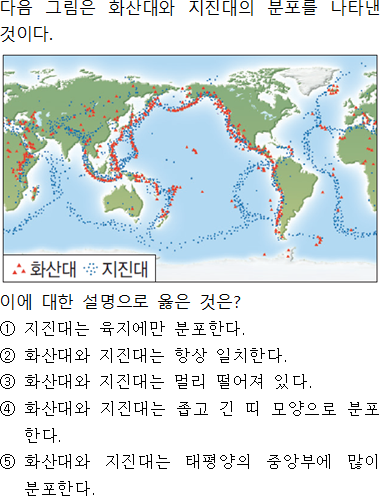 다음 그림은 화산대와 지진대의 분포를 나타낸
것이다.
화산대 지진대
이에 대한 설명으로 옳은 것은?
① 지진대는 육지에만 분포한다.
② 화산대와 지진대는 항상 일치한다.
③ 화산대와 지진대는 멀리 떨어져 있다.
④ 화산대와 지진대는 좁고 긴 띠 모양으로 분포
한다.
⑤ 화산대와 지진대는 태평양의 중앙부에 많이
분포한다.